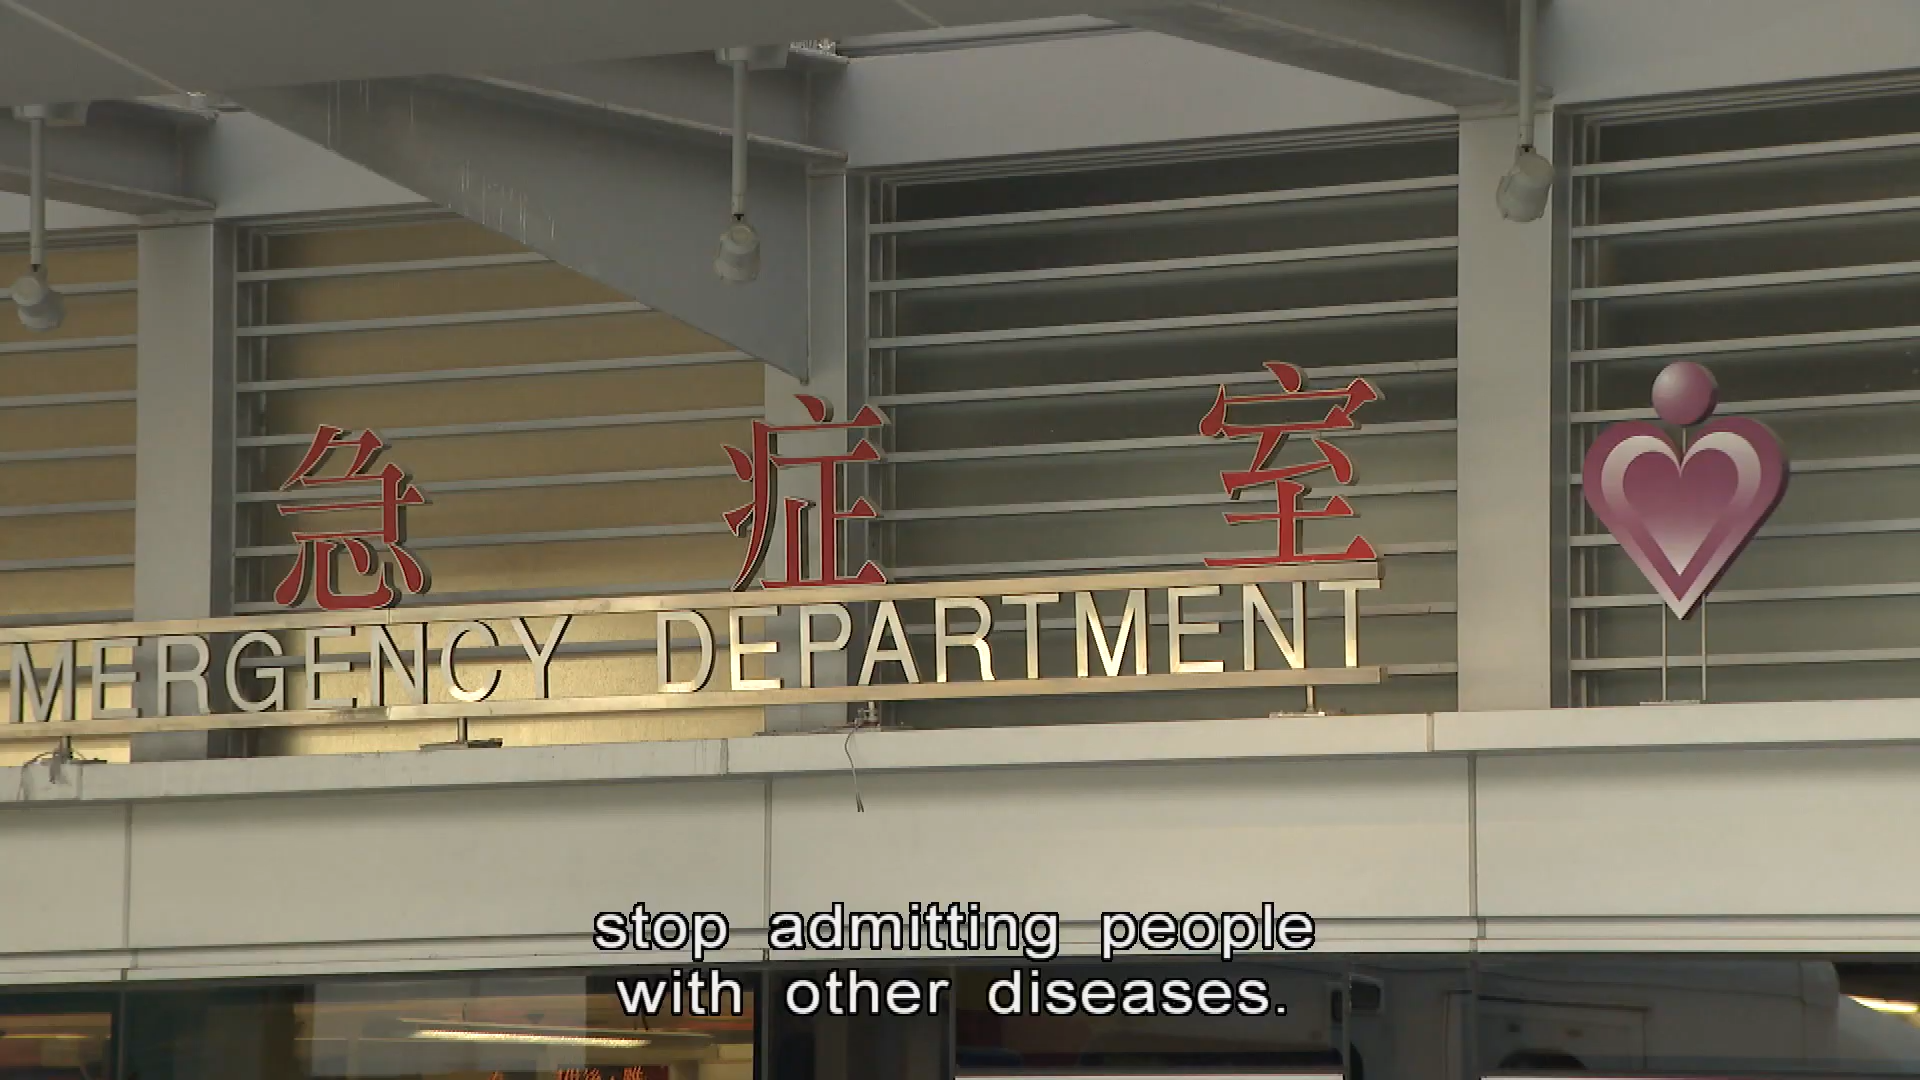 急症室
MERGENCY DEPARTMENT
stop admitting people
with other diseases.